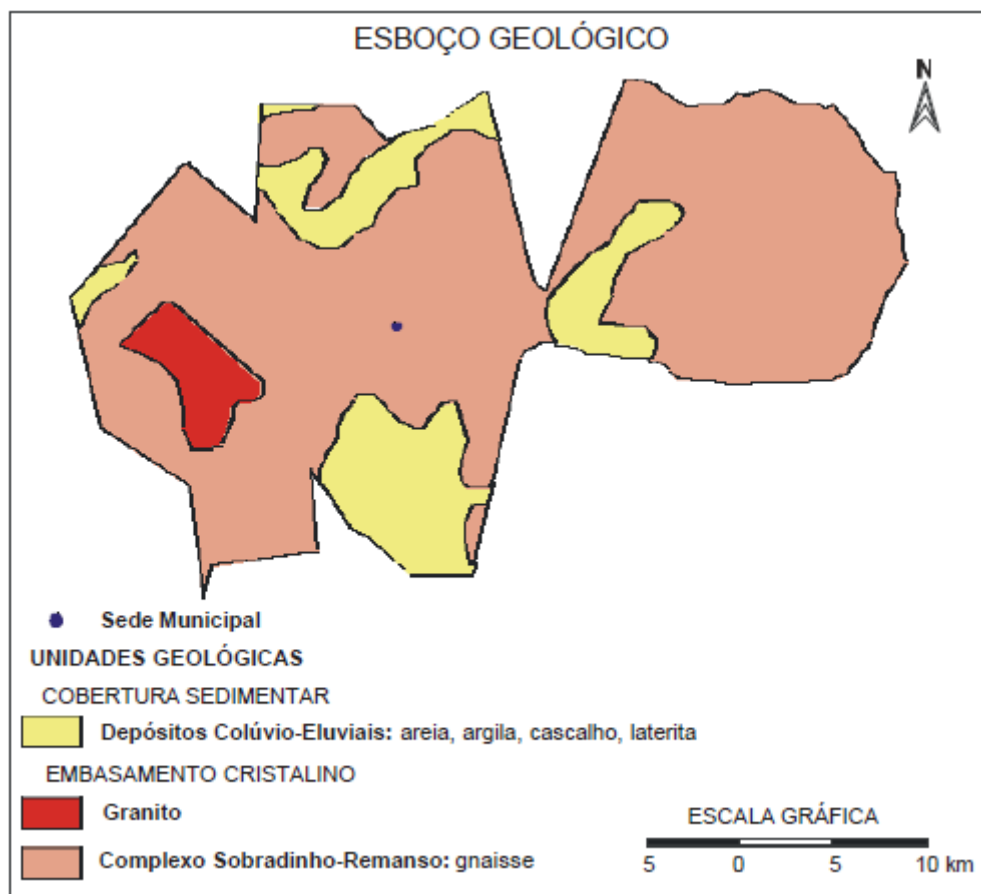 ESBOÇO GEOLÓGICO
N
Sede Municipal
UNIDADES GEOLÓGICAS
COBERTURA SEDIMENTAR
Depósitos Colúvio-Eluviais: areia, argila, cascalho, laterita
EMBASAMENTO CRISTALINO
Granito
Complexo Sobradinho-Remanso: gnaisse
ESCALA GRÁFICA
5 0 5 10 km